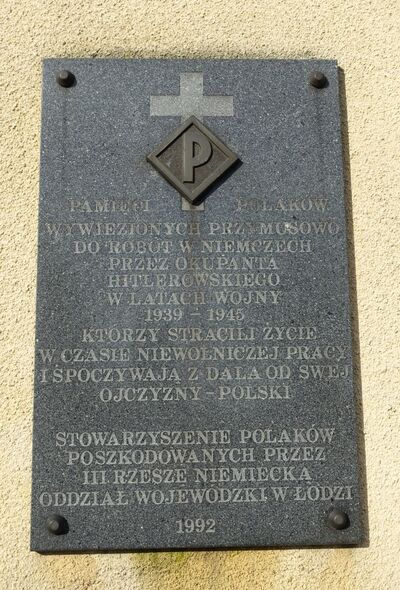 P
PAMIĘCI POLAKÓW
WYWIEZIONYCH PRZYMUSOWO
DO ROBÓT W NIEMCZECH
PRZEZ OKUPANTA
HITLEROWSKIEGO
W LATACH WOJNY
1939 – 1945
KTÓRZY STRACILI ŻYCIE
W CZASIE NIEWOLNICZEJ PRACY
I SPOCZYWAJĄ Z DALA OD SWEJ
OJCZYZNY – POLSKI
STOWARZYSZENIE POLAKÓW
POSZKODOWANYCH PRZEZ
III RZESZĘ NIEMIECKĄ
ODDZIAŁ WOJEWÓDZKI W ŁODZI
1992